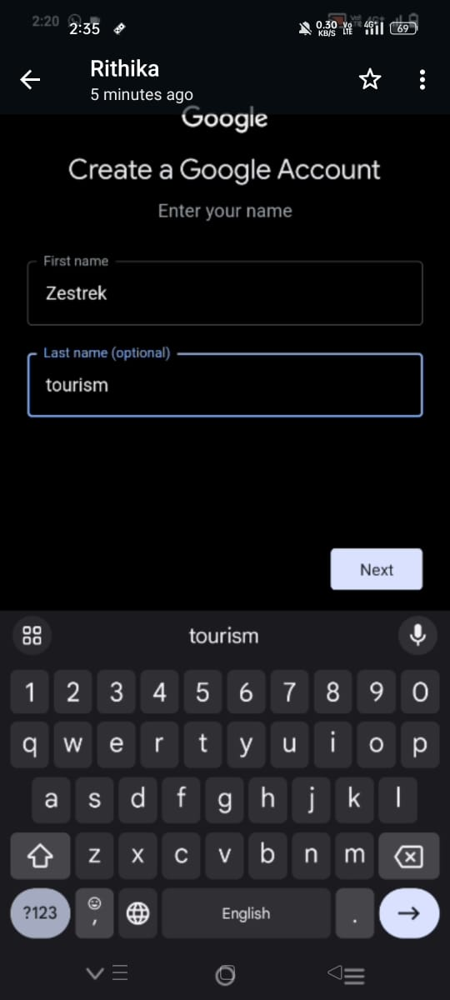 2:20
2:35 0.30 KB/S Vo LTE 4G 69
Rithika
5 minutes ago
Google
Create a Google Account
Enter your name
First name
Zestrek
Last name (optional)
tourism
Next
tourism
1 2 3 4 5 6 7 8 9 0
q w e r t y u i o p
a s d f g h j k l
z x c v b n m
?123 , English .